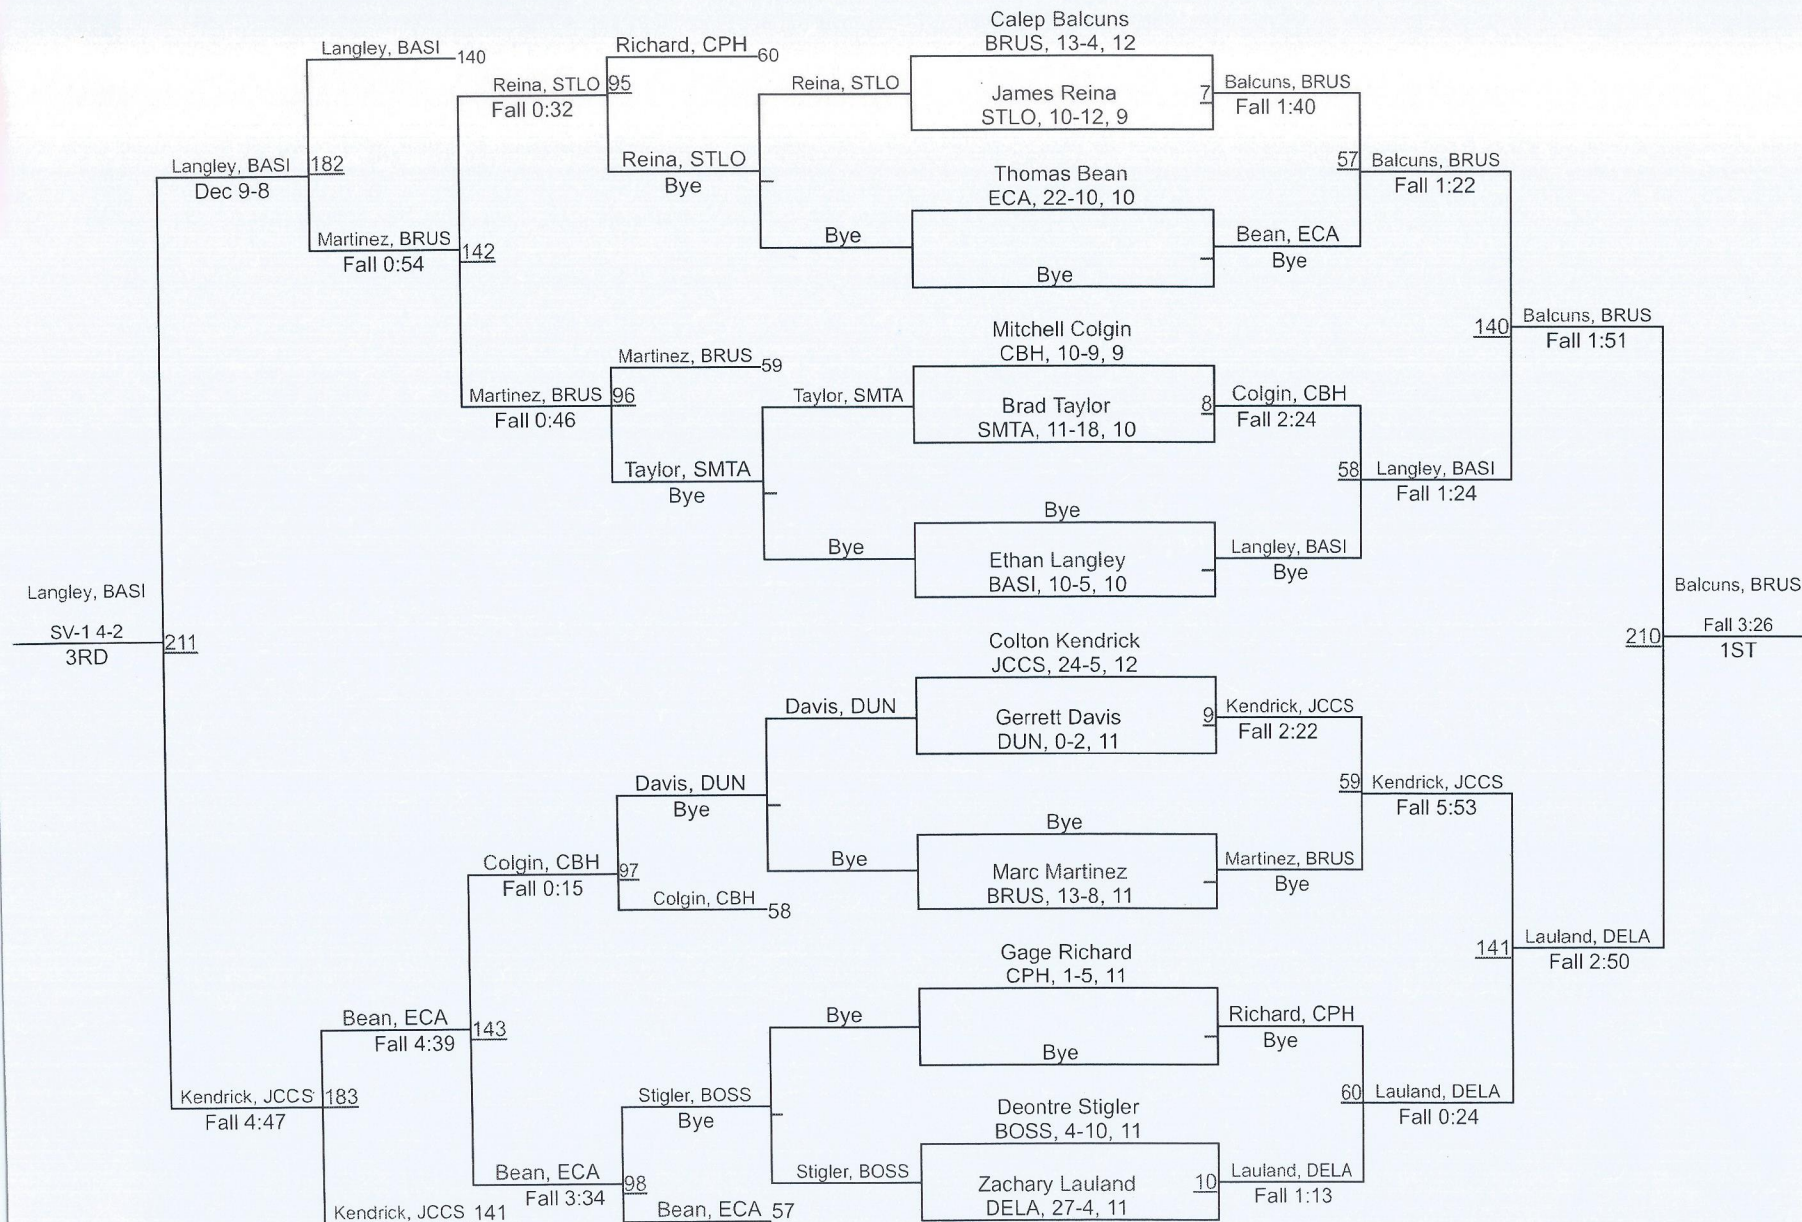 Calep Balcuns
BRUS, 13-4, 12
Langley, BASI
140
Richard, CPH
60
Reina, STLO
95
Fall 0:32
Reina, STLO
James Reina
STLO, 10-12, 9
7
Balcuns, BRUS
Fall 1:40
Langley, BASI
182
Dec 9-8
Reina, STLO
Bye
Thomas Bean
ECA, 22-10, 10
57
Balcuns, BRUS
Fall 1:22
Martinez, BRUS
142
Fall 0:54
Bye
Bye
Bean, ECA
Bye
Mitchell Colgin
CBH, 10-9, 9
140
Balcuns, BRUS
Fall 1:51
Martinez, BRUS
59
Martinez, BRUS
96
Fall 0:46
Taylor, SMTA
Brad Taylor
SMTA, 11-18, 10
8
Colgin, CBH
Fall 2:24
Taylor, SMTA
Bye
58
Langley, BASI
Fall 1:24
Bye
Bye
Ethan Langley
BASI, 10-5, 10
Langley, BASI
Bye
Langley, BASI
SV-1 4-2
3RD
211
Balcuns, BRUS
210
Fall 3:26
1ST
Colton Kendrick
JCCS, 24-5, 12
Davis, DUN
Gerrett Davis
DUN, 0-2, 11
9
Kendrick, JCCS
Fall 2:22
Davis, DUN
Bye
59
Kendrick, JCCS
Fall 5:53
Bye
Bye
Marc Martinez
BRUS, 13-8, 11
Martinez, BRUS
Bye
Colgin, CBH
97
Fall 0:15
Colgin, CBH
58
Gage Richard
CPH, 1-5, 11
141
Lauland, DELA
Fall 2:50
Bean, ECA
143
Fall 4:39
Bye
Bye
Richard, CPH
Bye
Kendrick, JCCS
183
Fall 4:47
Stigler, BOSS
Bye
Deontre Stigler
BOSS, 4-10, 11
60
Lauland, DELA
Fall 0:24
Bean, ECA
98
Fall 3:34
Stigler, BOSS
Zachary Lauland
DELA, 27-4, 11
10
Lauland, DELA
Fall 1:13
Kendrick, JCCS 141
Bean, ECA 57